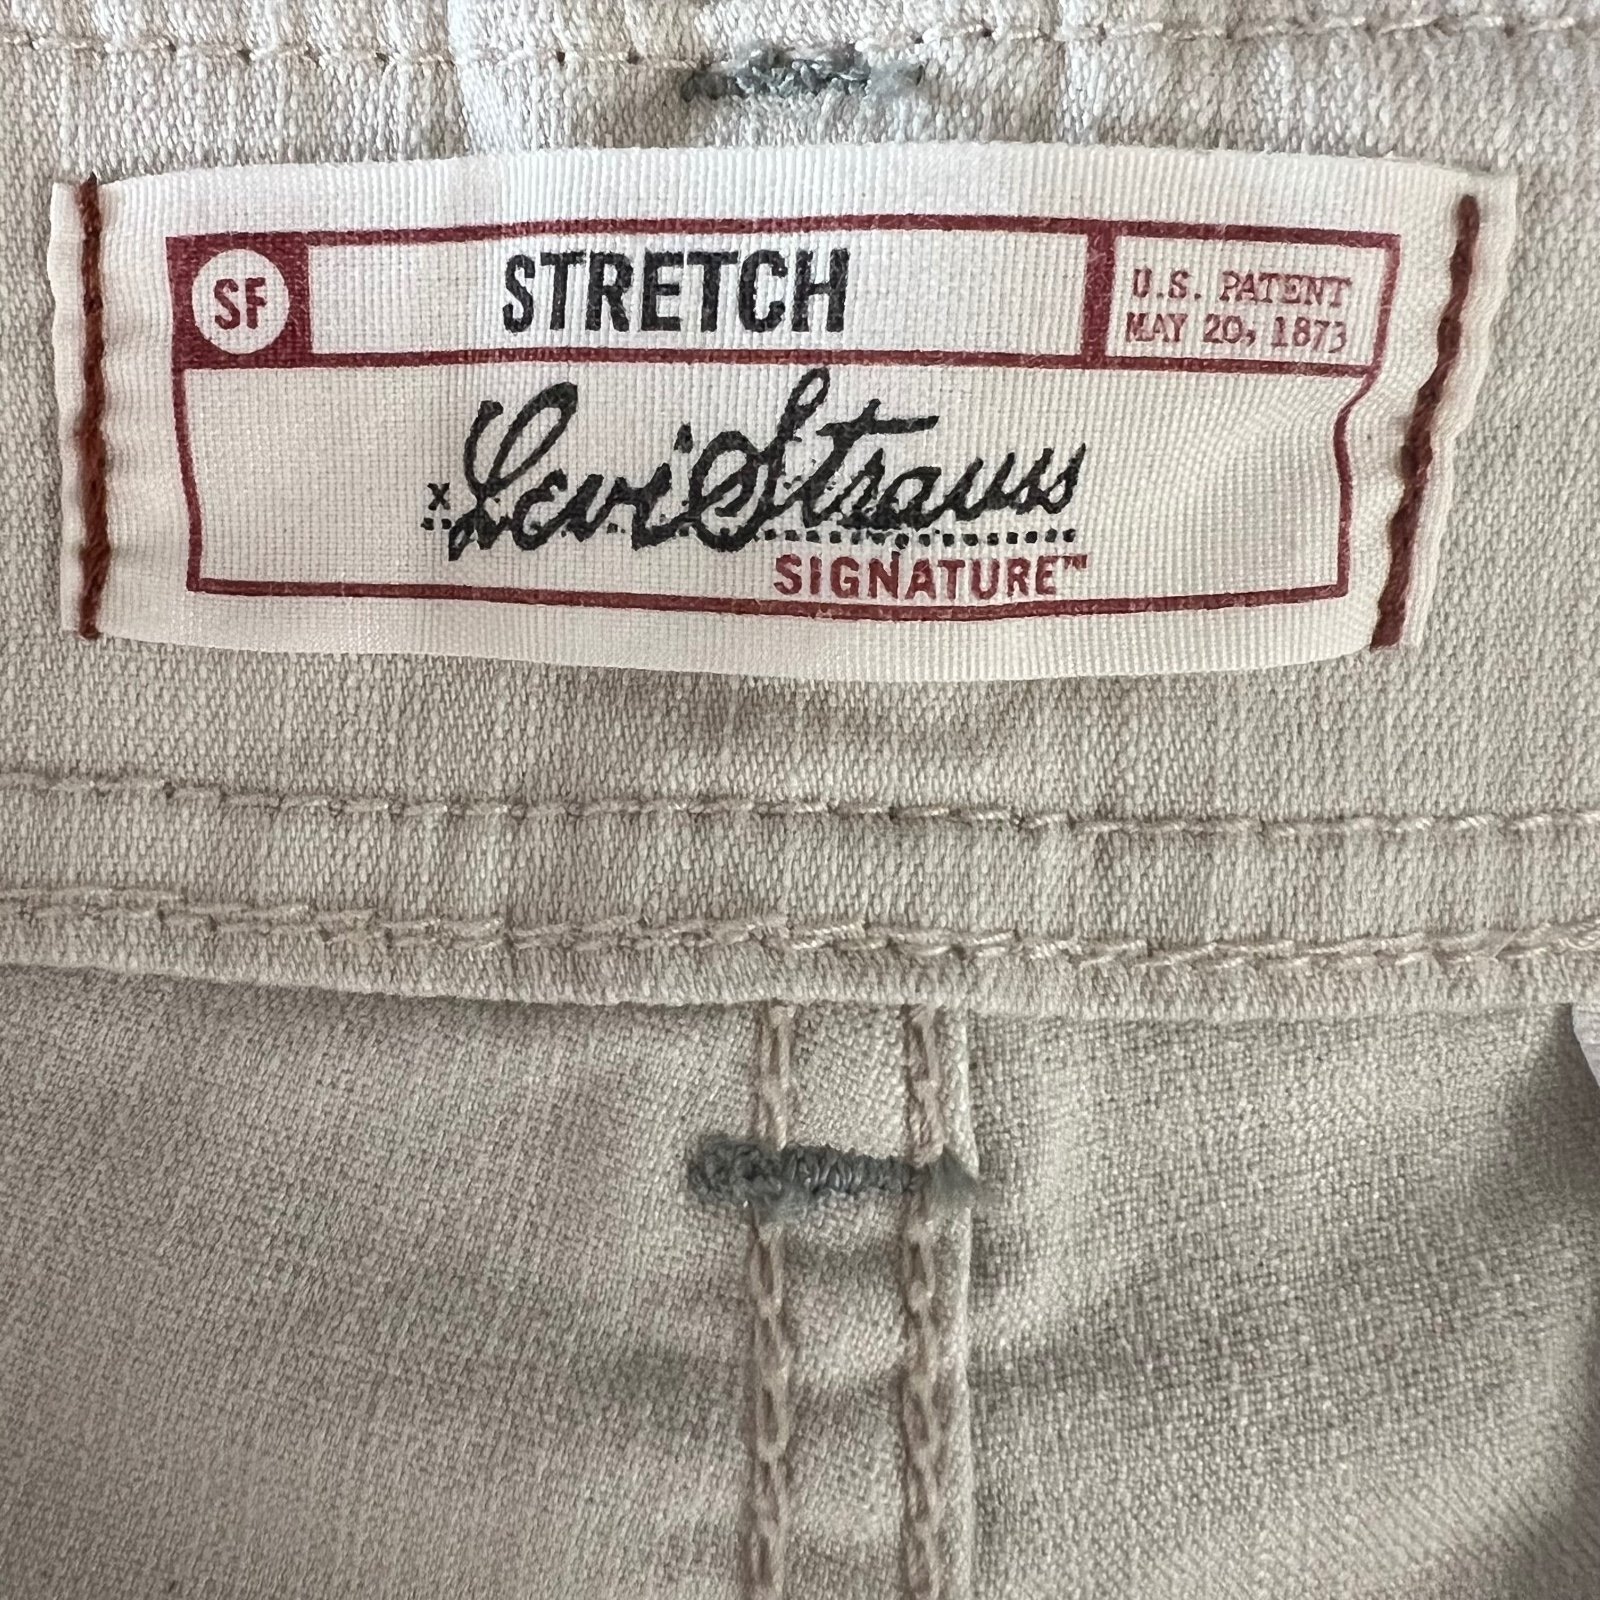 SF
STRETCH
U.S. PATENT
MAY 20, 1873
x Levi Strauss
SIGNATURE™